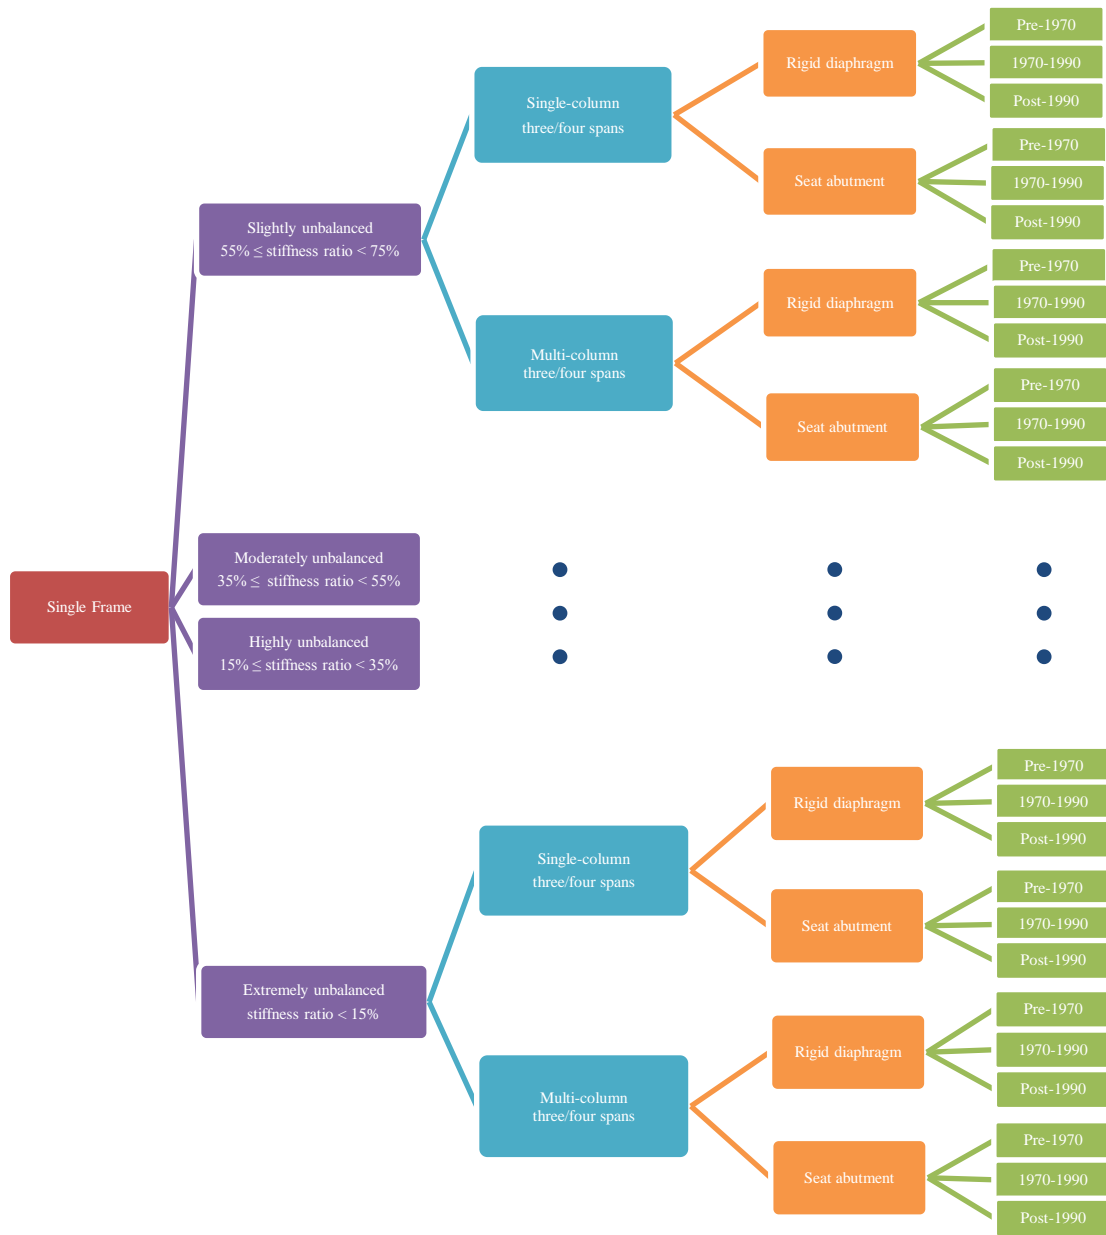 Single Frame
Slightly unbalanced
55% ≤ stiffness ratio < 75%
Single-column
three/four spans
Rigid diaphragm
Pre-1970
1970-1990
Post-1990
Seat abutment
Pre-1970
1970-1990
Post-1990
Multi-column
three/four spans
Rigid diaphragm
Pre-1970
1970-1990
Post-1990
Seat abutment
Pre-1970
1970-1990
Post-1990
Moderately unbalanced
35% ≤ stiffness ratio < 55%
Highly unbalanced
15% ≤ stiffness ratio < 35%
Extremely unbalanced
stiffness ratio < 15%
Single-column
three/four spans
Rigid diaphragm
Pre-1970
1970-1990
Post-1990
Seat abutment
Pre-1970
1970-1990
Post-1990
Multi-column
three/four spans
Rigid diaphragm
Pre-1970
1970-1990
Post-1990
Seat abutment
Pre-1970
1970-1990
Post-1990